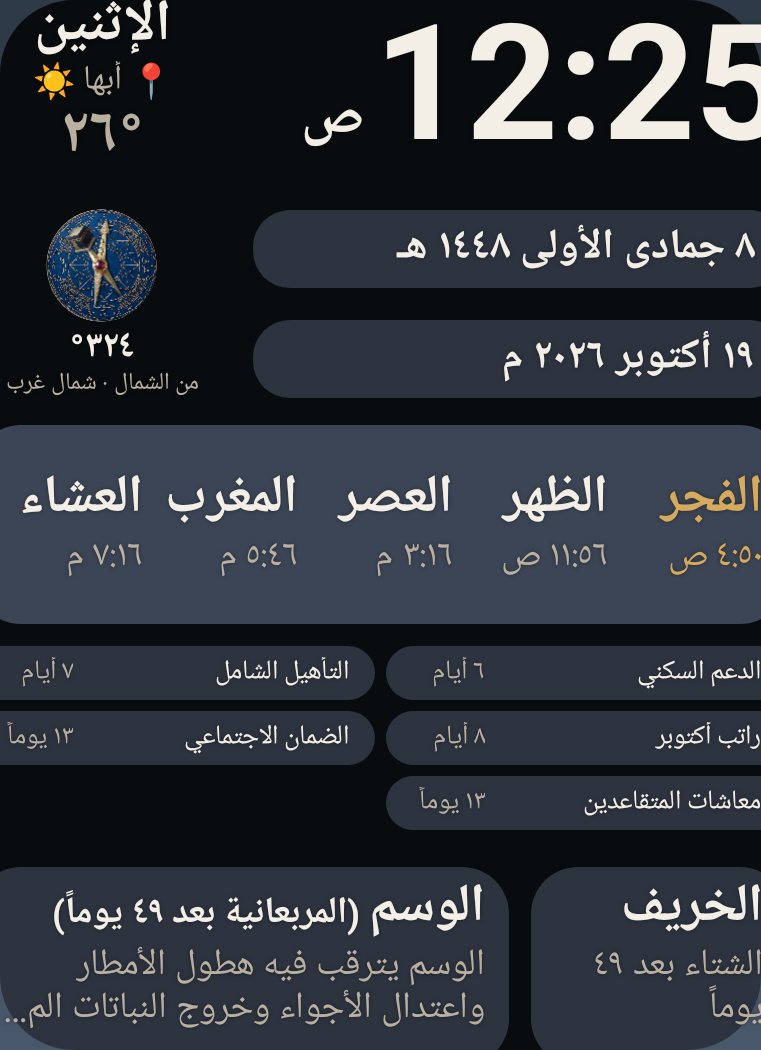 12:25 ص
الإثنين
📍 أبها ☀️
٢٦°
٨ جمادى الأولى ١٤٤٨ هـ
١٩ أكتوبر ٢٠٢٦ م
٣٢٤°
من الشمال · شمال غرب
الفجر الظهر العصر المغرب العشاء
٤:٥٠ ص ١١:٥٦ ص ٣:١٦ م ٥:٤٦ م ٧:١٦ م
الدعم السكني ٦ أيام
التأهيل الشامل ٧ أيام
راتب أكتوبر ٨ أيام
الضمان الاجتماعي ١٣ يوماً
معاشات المتقاعدين ١٣ يوماً
الخريف
الشتاء بعد ٤٩
يوماً
الوسم (المربعانية بعد ٤٩ يوماً)
الوسم يترقب فيه هطول الأمطار
واعتدال الأجواء وخروج النباتات الم...